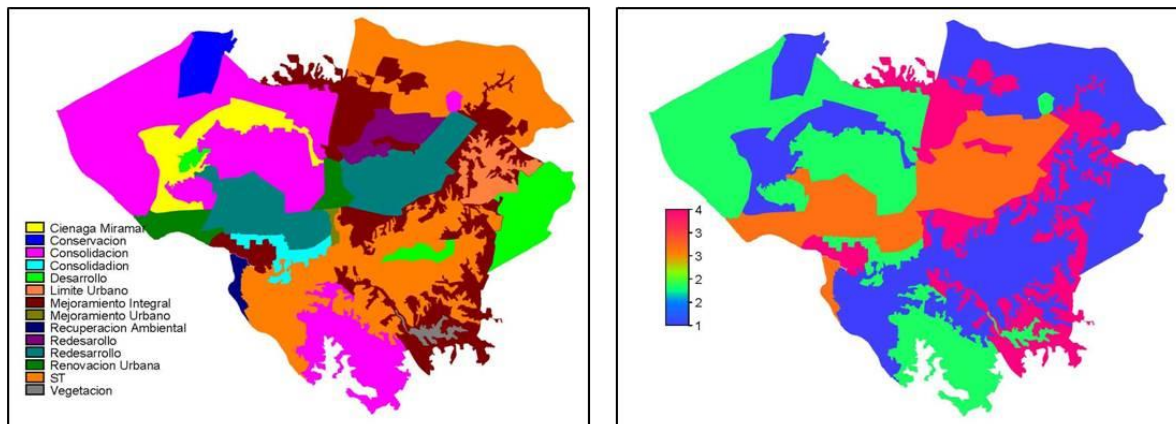 Cienaga Miramar
Conservacion
Consolidacion
Consolidadion
Desarrollo
Limite Urbano
Mejoramiento Integral
Mejoramiento Urbano
Recuperacion Ambiental
Redesarollo
Redesarrollo
Renovacion Urbana
ST
Vegetacion
4
3
3
2
2
1